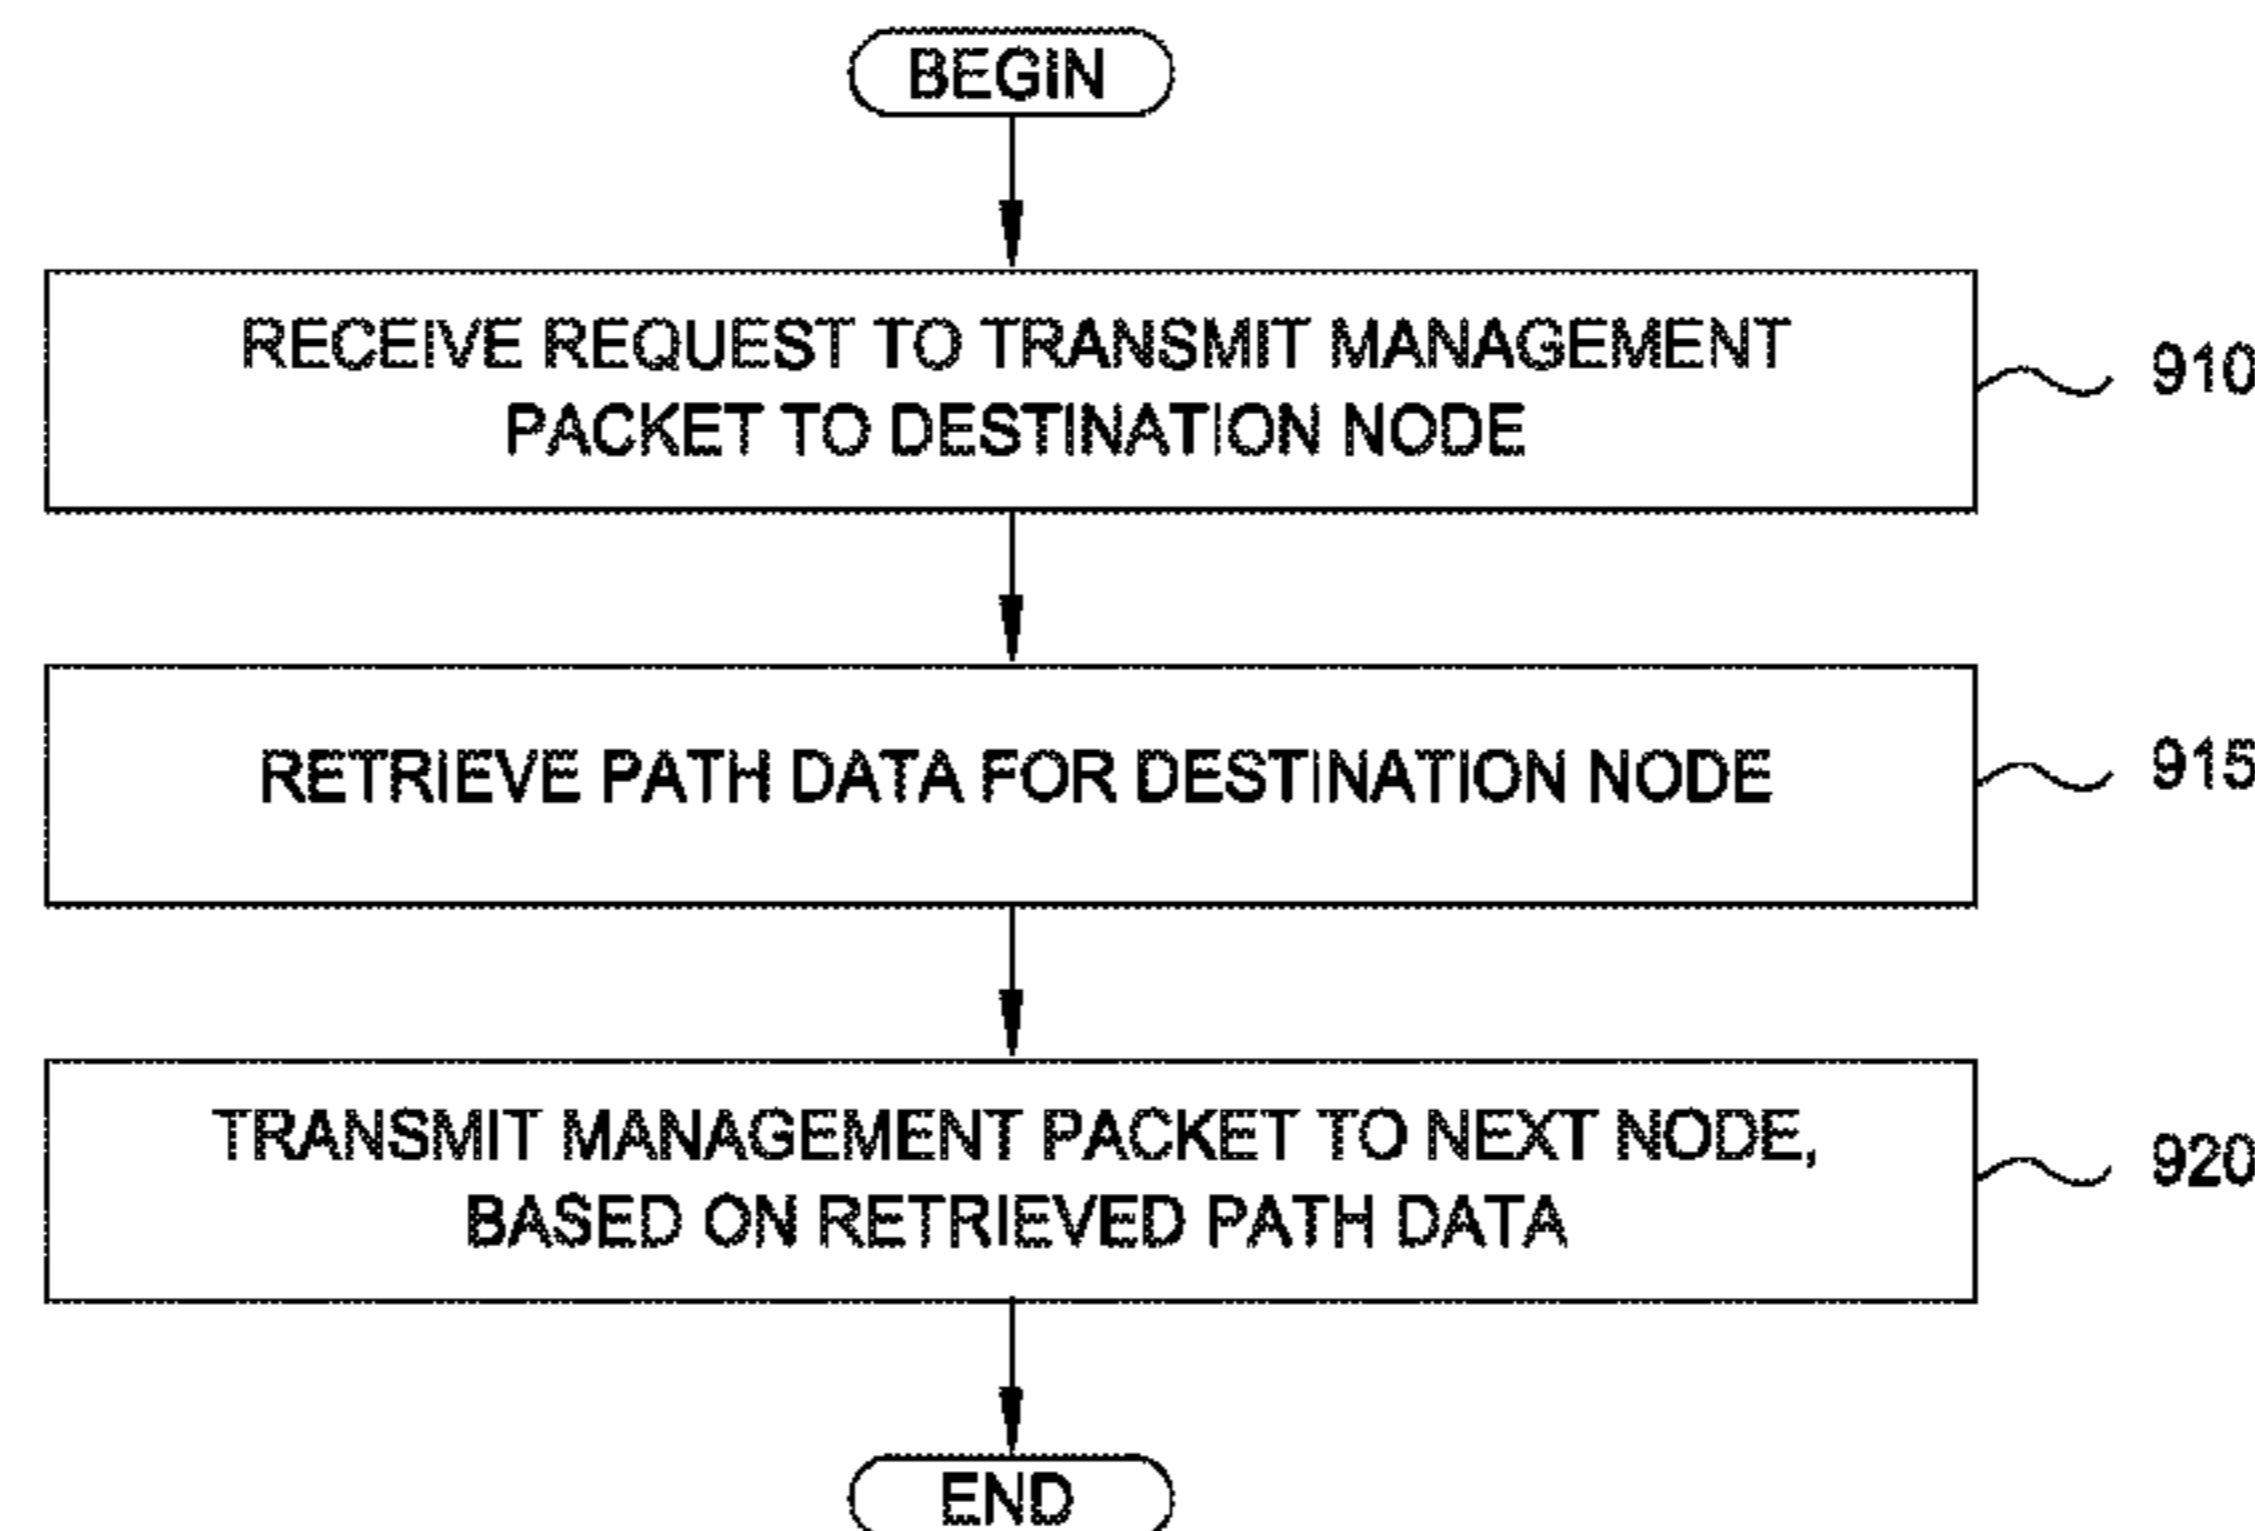 BEGIN
RECEIVE REQUEST TO TRANSMIT MANAGEMENT
PACKET TO DESTINATION NODE
910
RETRIEVE PATH DATA FOR DESTINATION NODE
915
TRANSMIT MANAGEMENT PACKET TO NEXT NODE,
BASED ON RETRIEVED PATH DATA
920
END